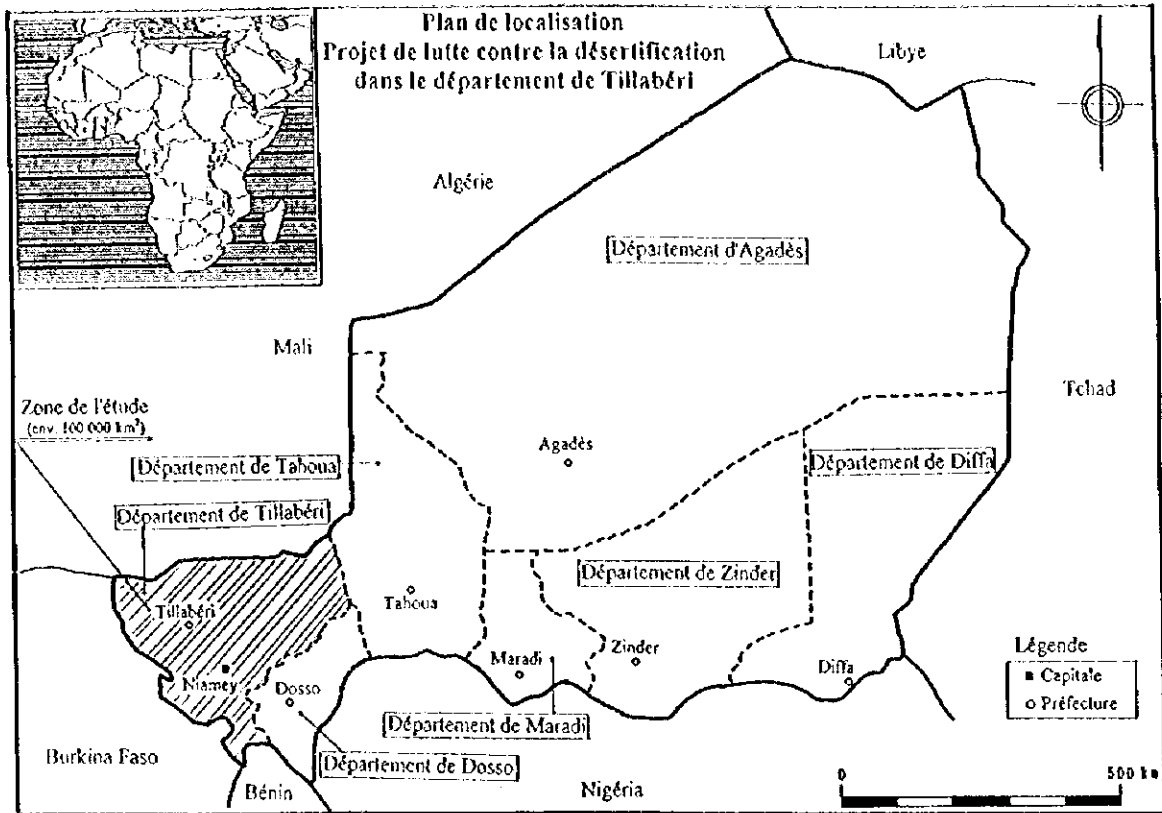 Plan de localisation
Projet de lutte contre la désertification
dans le département de Tillabéri
Libye
Algérie
Département d'Agadès
Mali
Tchad
Zone de l'étude
(env. 100 000 km²)
Agadès
Département de Tahoua
Département de Diffa
Département de Tillabéri
Département de Zinder
Tahoua
Tillabéri
Zinder
Maradi
Diffa
Niamey
Dosso
Légende
Capitale
Préfecture
Département de Maradi
Département de Dosso
Burkina Faso
Bénin
Nigéria
0
500 km